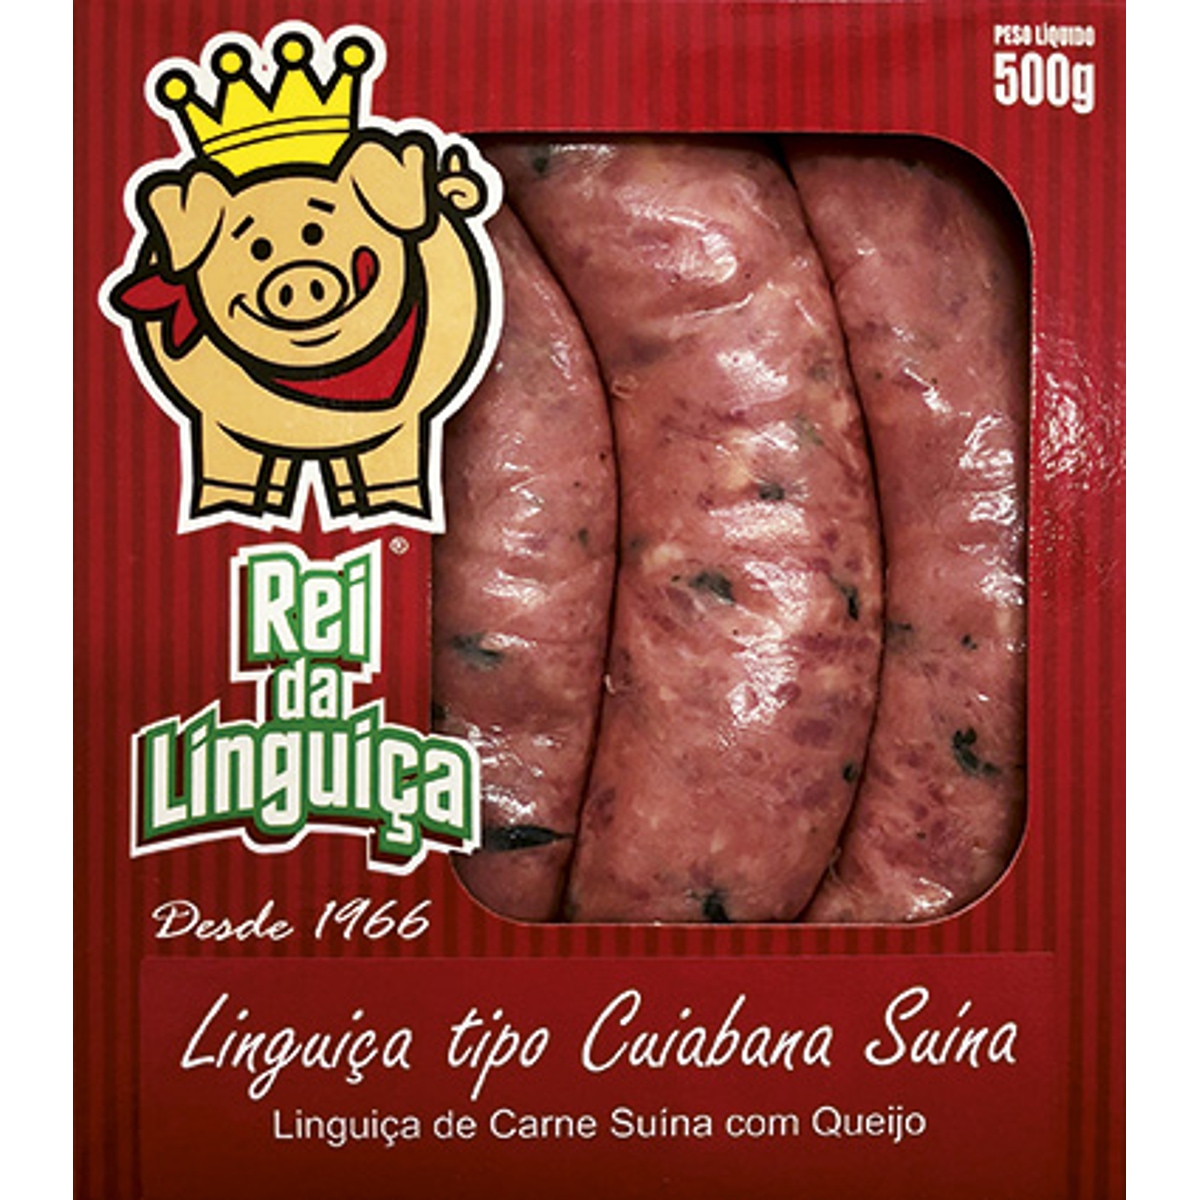 PESO LÍQUIDO
500g
Rei
da
Linguiça
®
Desde 1966
Linguiça tipo Cuiabana Suína
Linguiça de Carne Suína com Queijo